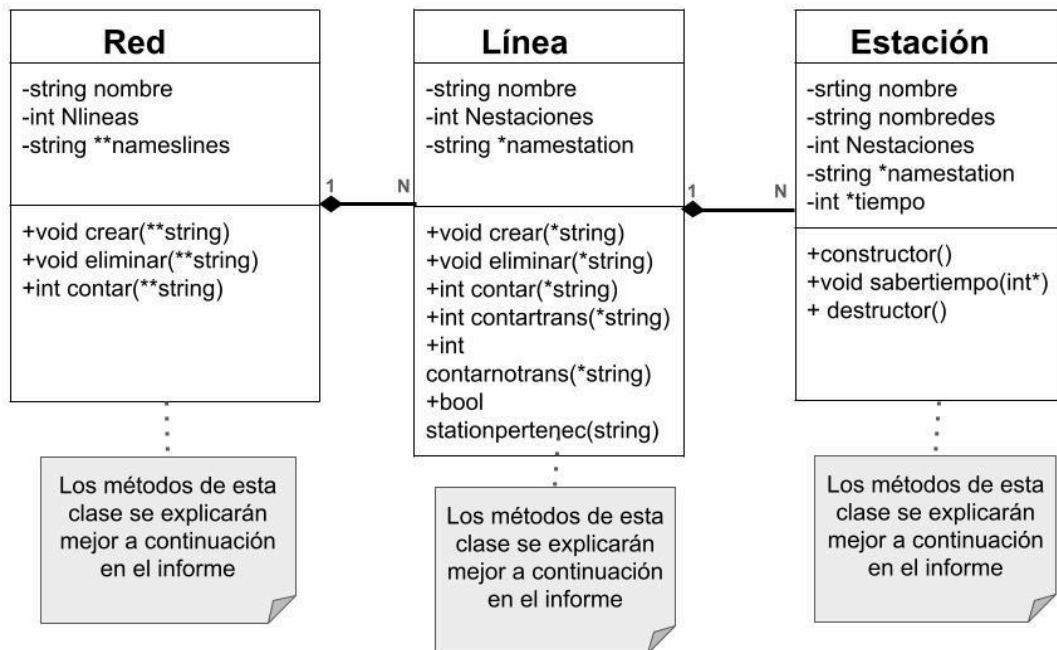 Red
-string nombre
-int Nlineas
-string **nameslines
+void crear(**string)
+void eliminar(**string)
+int contar(**string)
Los métodos de esta
clase se explicarán
mejor a continuación
en el informe
1
N
Línea
-string nombre
-int Nestaciones
-string *namestation
+void crear(*string)
+void eliminar(*string)
+int contar(*string)
+int contartrans(*string)
+int
contarnotrans(*string)
+bool
stationpertenec(string)
Los métodos de esta
clase se explicarán
mejor a continuación
en el informe
1
N
Estación
-srting nombre
-string nombredes
-int Nestaciones
-string *namestation
-int *tiempo
+constructor()
+void sabertiempo(int*)
+ destructor()
Los métodos de esta
clase se explicarán
mejor a continuación
en el informe